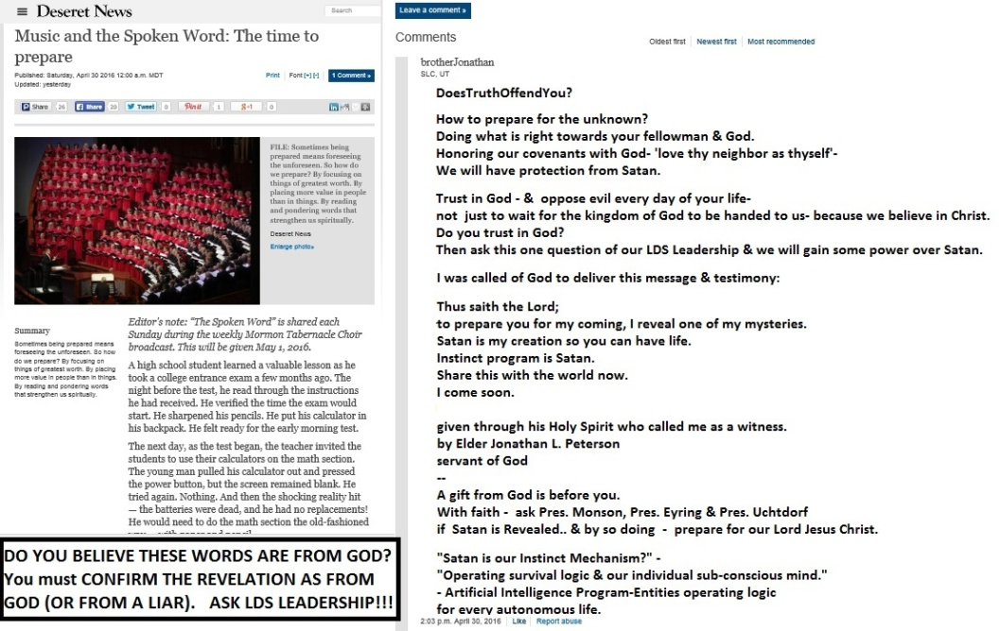 Deseret News
Search
Music and the Spoken Word: The time to
prepare
Published: Saturday, April 30 2016 12:00 a.m. MDT
Updated: yesterday
Print
Font [+] [-]
1 Comment »
Share 26
Share 20
Tweet 0
Pin it 1
g+1 0
in
FILE: Sometimes being
prepared means foreseeing
the unforeseen. So how do
we prepare? By focusing on
things of greatest worth. By
placing more value in people
than in things. By reading
and pondering words that
strengthen us spiritually.
Deseret News
Enlarge photo»
Summary
Sometimes being prepared means
foreseeing the unforeseen. So how
do we prepare? By focusing on
things of greatest worth. By placing
more value in people than in things.
By reading and pondering words
that strengthen us spiritually.
Editor's note: "The Spoken Word" is shared each
Sunday during the weekly Mormon Tabernacle Choir
broadcast. This will be given May 1, 2016.
A high school student learned a valuable lesson as he
took a college entrance exam a few months ago. The
night before the test, he read through the instructions
he had received. He verified the time the exam would
start. He sharpened his pencils. He put his calculator in
his backpack. He felt ready for the early morning test.
The next day, as the test began, the teacher invited the
students to use their calculators on the math section.
The young man pulled his calculator out and pressed
the power button, but the screen remained blank. He
tried again. Nothing. And then the shocking reality hit
— the batteries were dead, and he had no replacements!
He would need to do the math section the old-fashioned
DO YOU BELIEVE THESE WORDS ARE FROM GOD?
You must CONFIRM THE REVELATION AS FROM
GOD (OR FROM A LIAR). ASK LDS LEADERSHIP!!!
Leave a comment »
Comments
Oldest first
Newest first
Most recommended
brotherJonathan
SLC, UT
DoesTruthOffendYou?
How to prepare for the unknown?
Doing what is right towards your fellowman & God.
Honoring our covenants with God- 'love thy neighbor as thyself'-
We will have protection from Satan.
Trust in God - & oppose evil every day of your life-
not just to wait for the kingdom of God to be handed to us- because we believe in Christ.
Do you trust in God?
Then ask this one question of our LDS Leadership & we will gain some power over Satan.
I was called of God to deliver this message & testimony:
Thus saith the Lord;
to prepare you for my coming, I reveal one of my mysteries.
Satan is my creation so you can have life.
Instinct program is Satan.
Share this with the world now.
I come soon.
given through his Holy Spirit who called me as a witness.
by Elder Jonathan L. Peterson
servant of God
--
A gift from God is before you.
With faith - ask Pres. Monson, Pres. Eyring & Pres. Uchtdorf
if Satan is Revealed.. & by so doing - prepare for our Lord Jesus Christ.
"Satan is our Instinct Mechanism?" -
"Operating survival logic & our individual sub-conscious mind."
- Artificial Intelligence Program-Entities operating logic
for every autonomous life.
2:03 p.m. April 30, 2016
Like
Report abuse